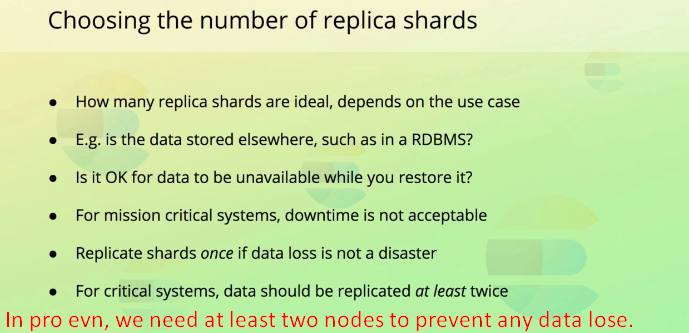 Choosing the number of replica shards
● How many replica shards are ideal, depends on the use case
● E.g. is the data stored elsewhere, such as in a RDBMS?
● Is it OK for data to be unavailable while you restore it?
● For mission critical systems, downtime is not acceptable
● Replicate shards once if data loss is not a disaster
● For critical systems, data should be replicated at least twice
In pro evn, we need at least two nodes to prevent any data lose.